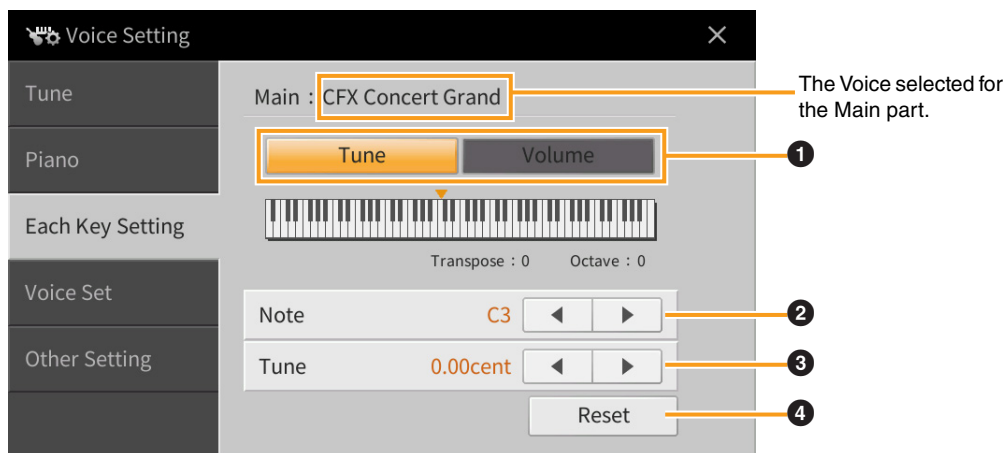 Voice Setting
Tune
Piano
Each Key Setting
Voice Set
Other Setting
Main : CFX Concert Grand
The Voice selected for
the Main part.
Tune Volume
1
Transpose : 0 Octave : 0
Note C3
2
Tune 0.00cent
3
Reset
4